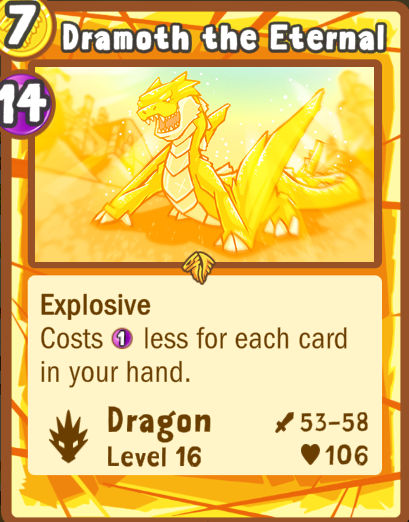 7
Dramoth the Eternal
14
Explosive
Costs 1 less for each card
in your hand.
Dragon 53–58
Level 16 106